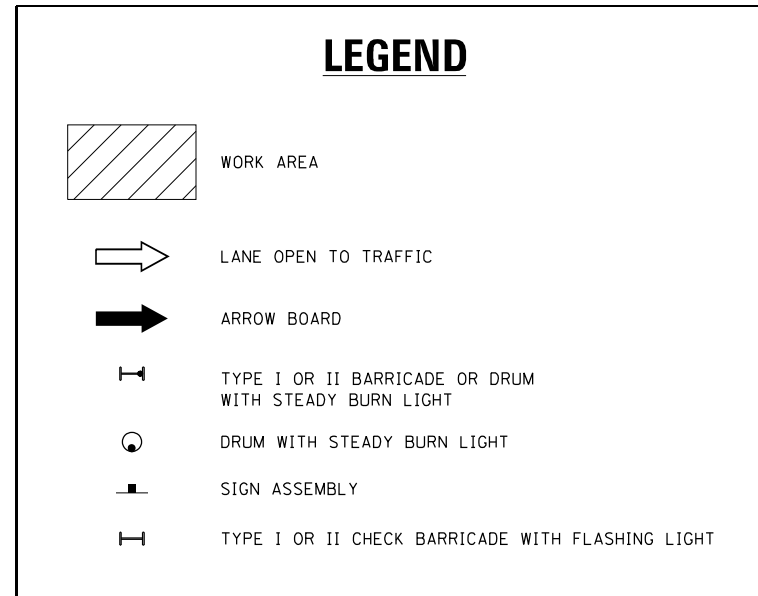 LEGEND
WORK AREA
LANE OPEN TO TRAFFIC
ARROW BOARD
TYPE I OR II BARRICADE OR DRUM
WITH STEADY BURN LIGHT
DRUM WITH STEADY BURN LIGHT
SIGN ASSEMBLY
TYPE I OR II CHECK BARRICADE WITH FLASHING LIGHT